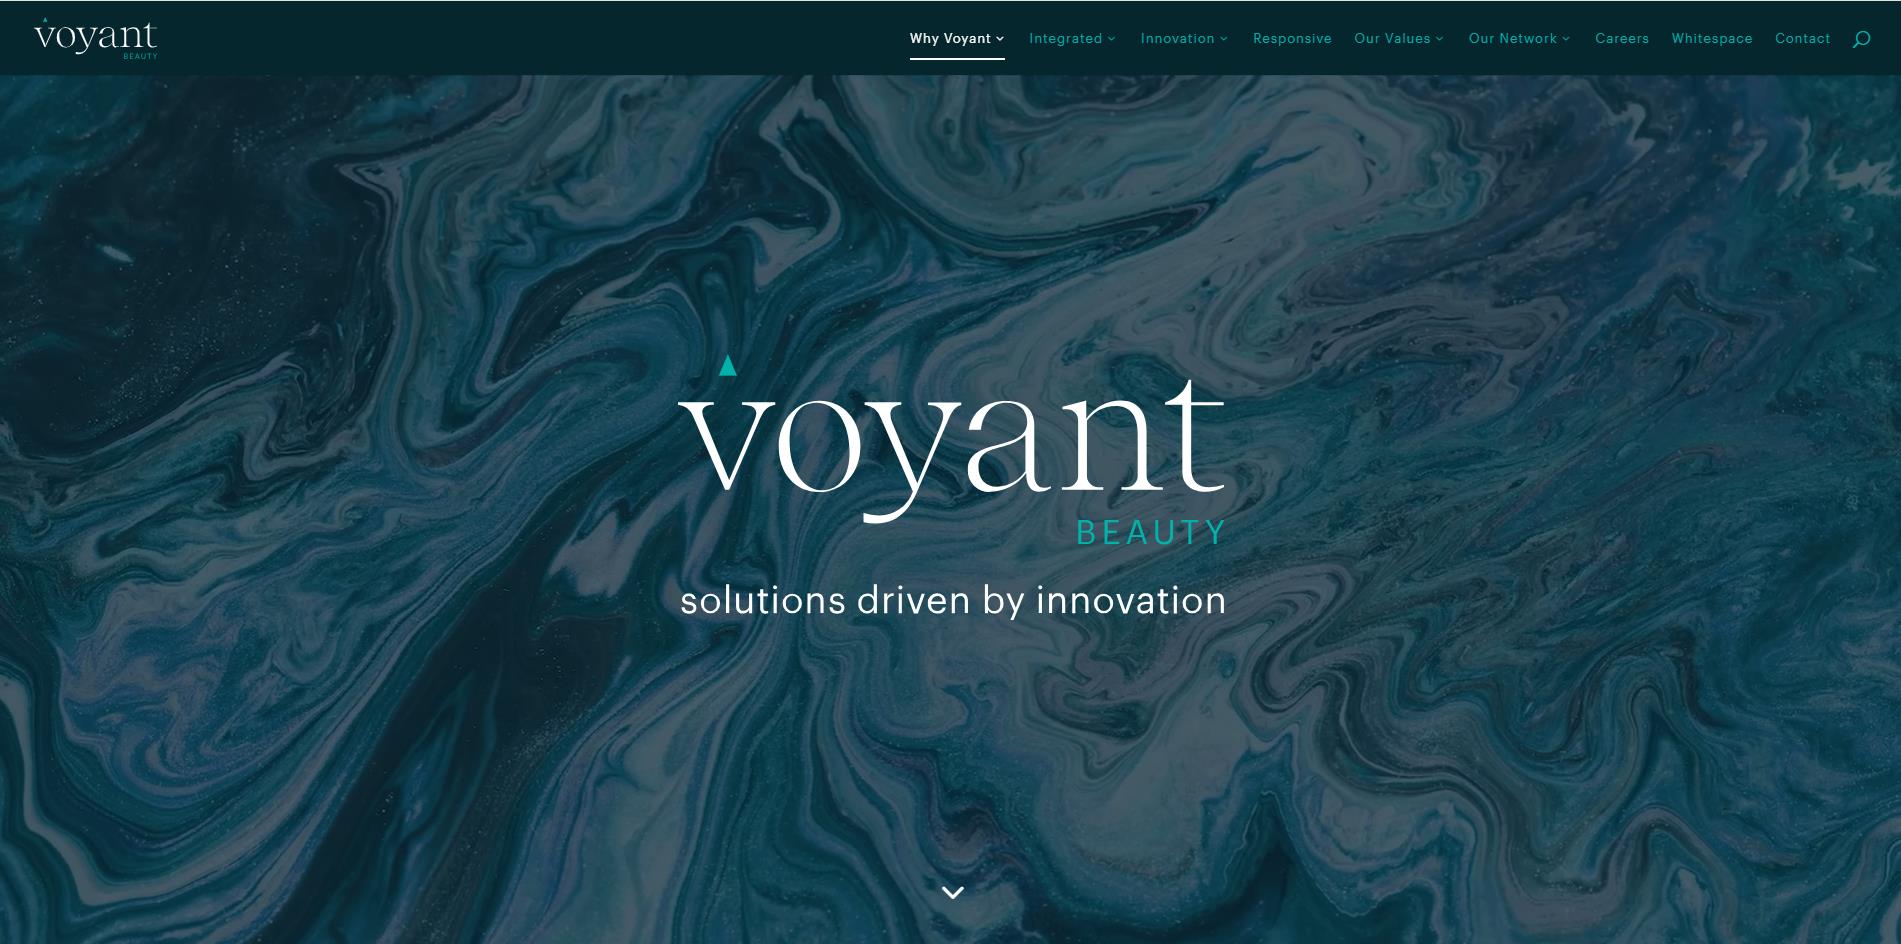 voyant
BEAUTY
Why Voyant Integrated Innovation Responsive Our Values Our Network Careers Whitespace Contact
voyant
BEAUTY
solutions driven by innovation